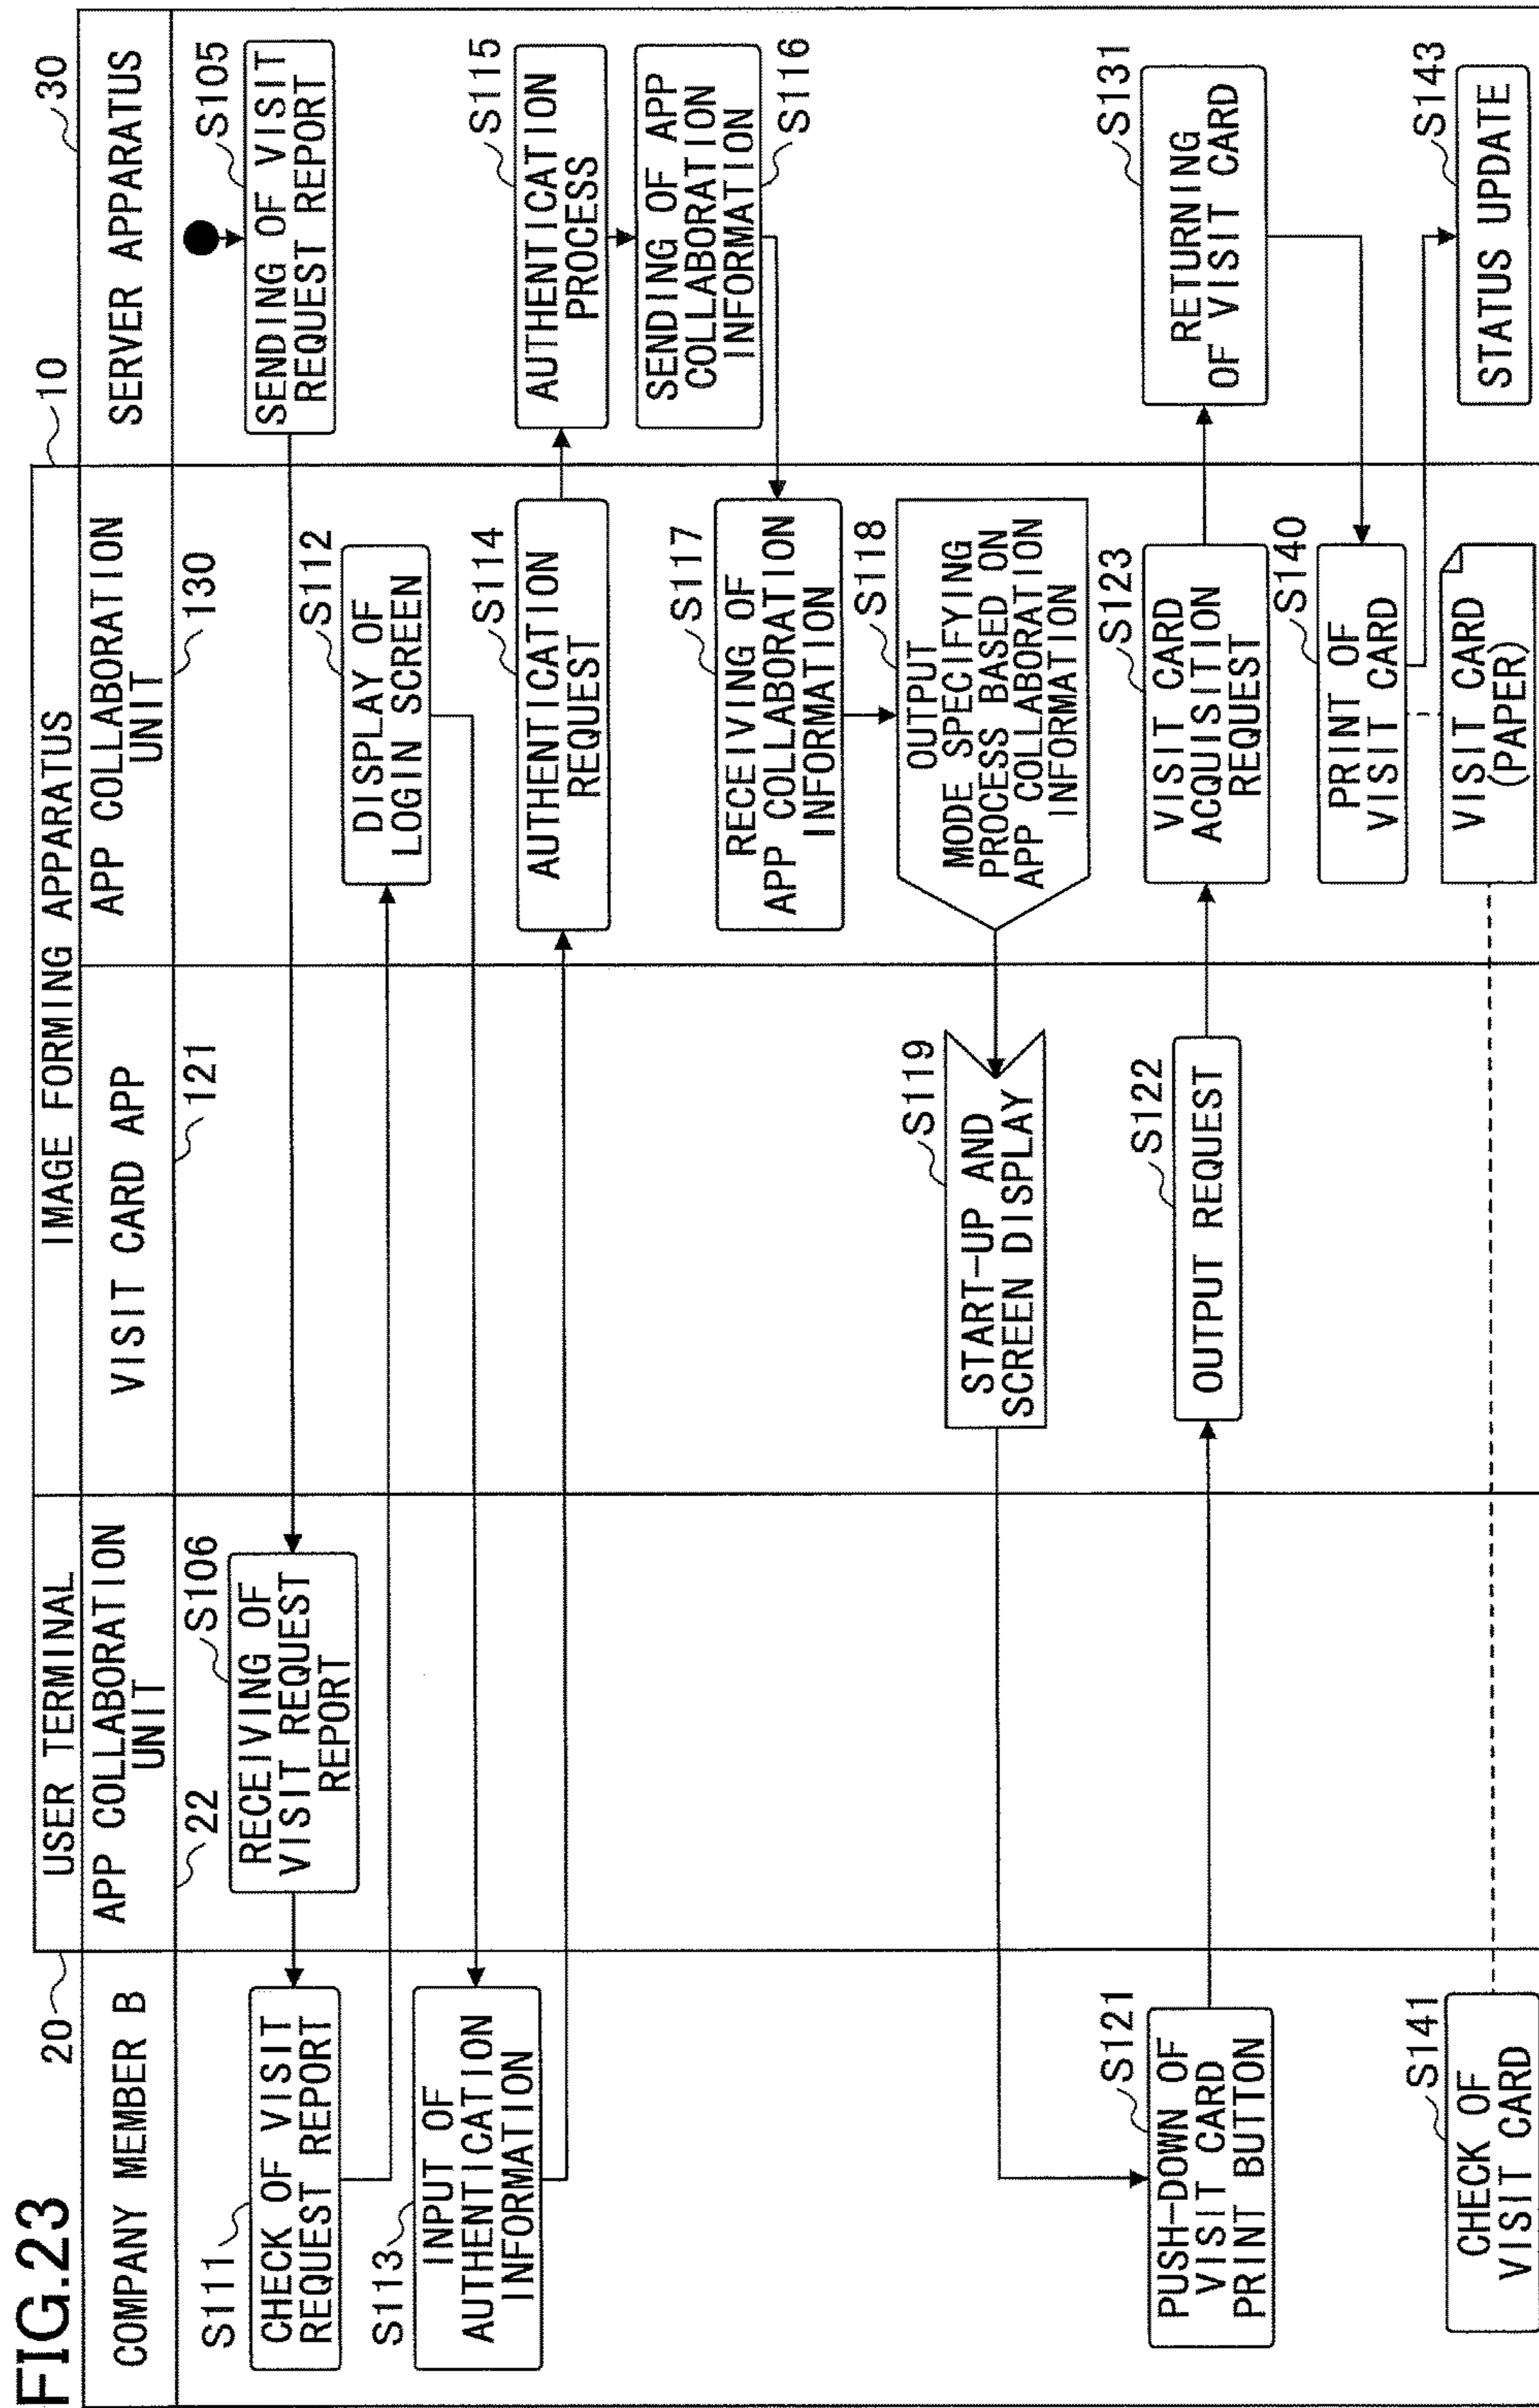 FIG.23
20
10
30
USER TERMINAL
IMAGE FORMING APPARATUS
COMPANY MEMBER B
APP COLLABORATION
UNIT
VISIT CARD APP
APP COLLABORATION
UNIT
SERVER APPARATUS
22
121
130
S105
SENDING OF VISIT
REQUEST REPORT
S106
RECEIVING OF
VISIT REQUEST
REPORT
S111
CHECK OF VISIT
REQUEST REPORT
S112
DISPLAY OF
LOGIN SCREEN
S113
INPUT OF
AUTHENTICATION
INFORMATION
S114
AUTHENTICATION
REQUEST
S115
AUTHENTICATION
PROCESS
SENDING OF APP
COLLABORATION
INFORMATION
S116
S117
RECEIVING OF
APP COLLABORATION
INFORMATION
S118
OUTPUT
MODE SPECIFYING
PROCESS BASED ON
APP COLLABORATION
INFORMATION
S119
START-UP AND
SCREEN DISPLAY
S121
PUSH-DOWN OF
VISIT CARD
PRINT BUTTON
S122
OUTPUT REQUEST
S123
VISIT CARD
ACQUISITION
REQUEST
S131
RETURNING
OF VISIT CARD
S140
PRINT OF
VISIT CARD
VISIT CARD
(PAPER)
S141
CHECK OF
VISIT CARD
S143
STATUS UPDATE